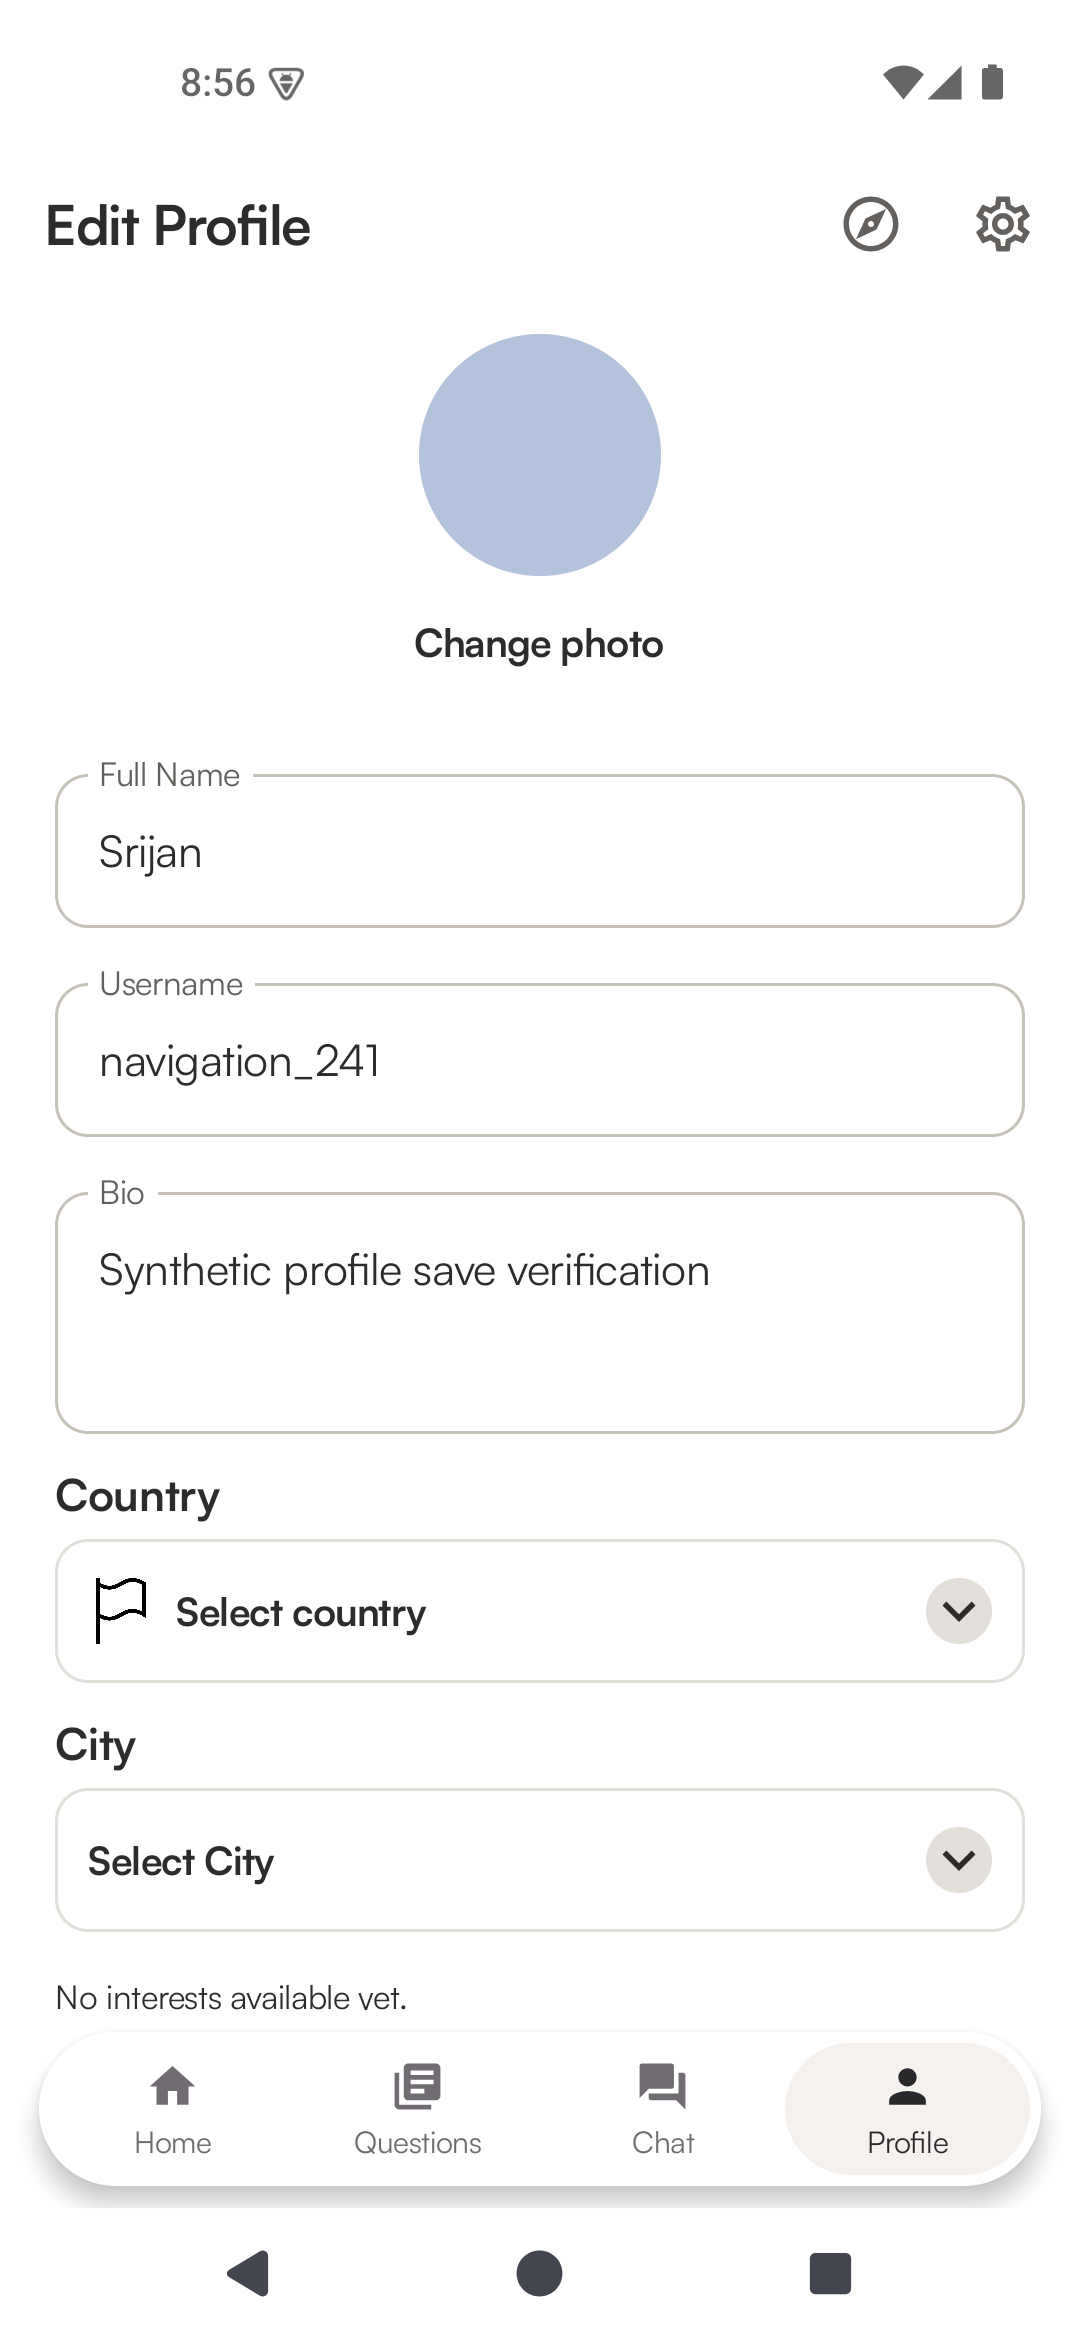 8:56
Edit Profile
Change photo
Full Name
Srijan
Username
navigation_241
Bio
Synthetic profile save verification
Country
Select country
City
Select City
No interests available yet.
Home
Questions
Chat
Profile